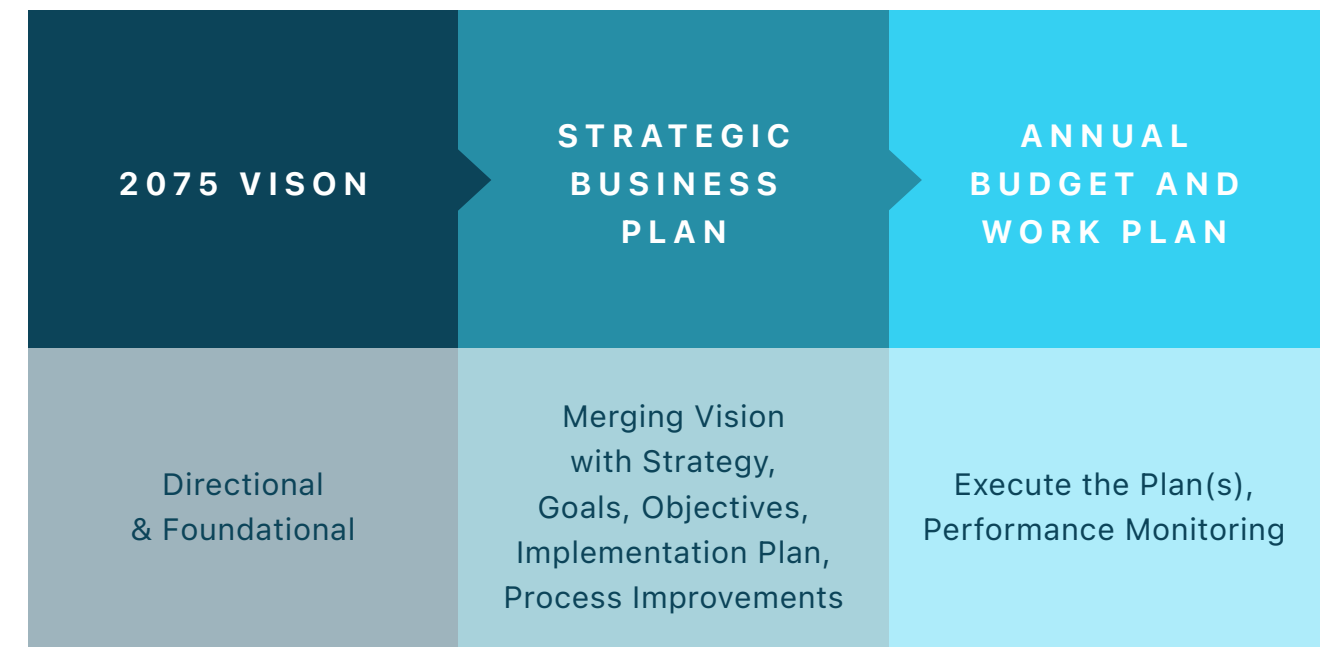 2075 VISON
STRATEGIC
BUSINESS
PLAN
ANNUAL
BUDGET AND
WORK PLAN
Directional
& Foundational
Merging Vision
with Strategy,
Goals, Objectives,
Implementation Plan,
Process Improvements
Execute the Plan(s),
Performance Monitoring